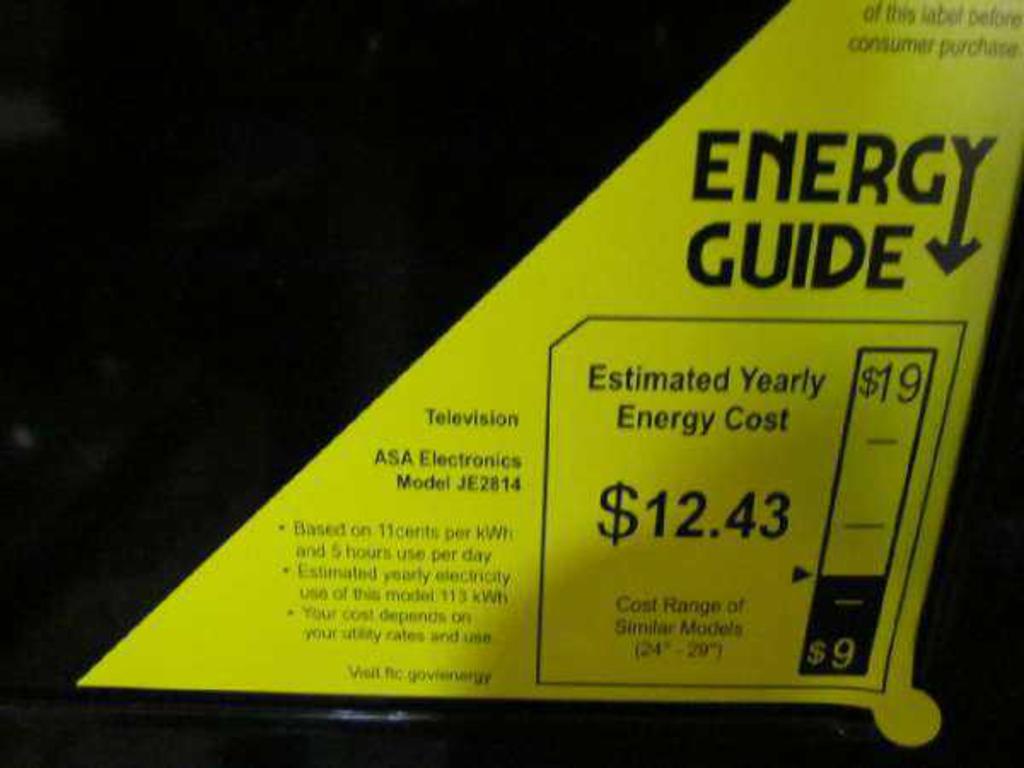 of this label before
consumer purchase.
ENERGY
GUIDE
Estimated Yearly
Energy Cost
$12.43
Cost Range of
Similar Models
(24" - 29")
$19
$9
Television
ASA Electronics
Model JE2814
• Based on 11cents per kWh
and 5 hours use per day
• Estimated yearly electricity
use of this model 113 kWh
• Your cost depends on
your utility rates and use
Visit ftc.gov/energy